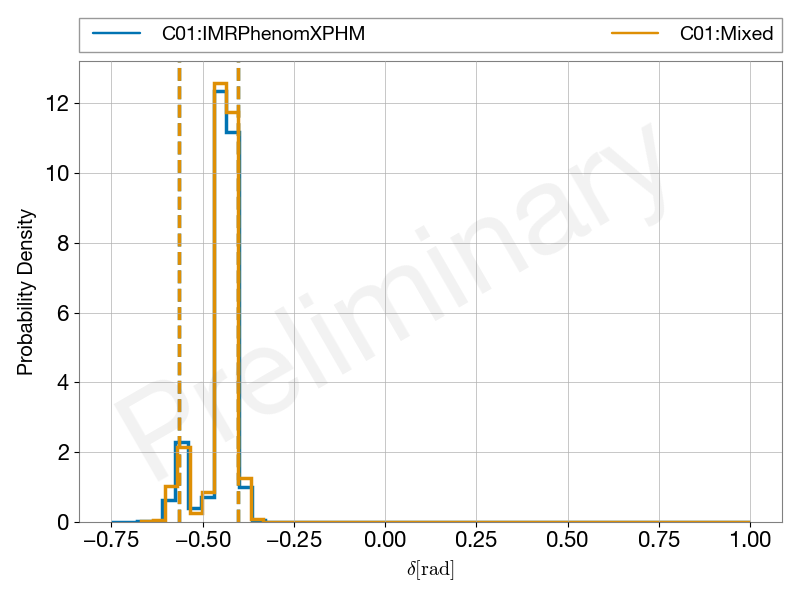 C01:IMRPhenomXPHM
C01:Mixed
Probability Density
12
10
8
6
4
2
0
Preliminary
−0.75 −0.50 −0.25 0.00 0.25 0.50 0.75 1.00
δ[rad]